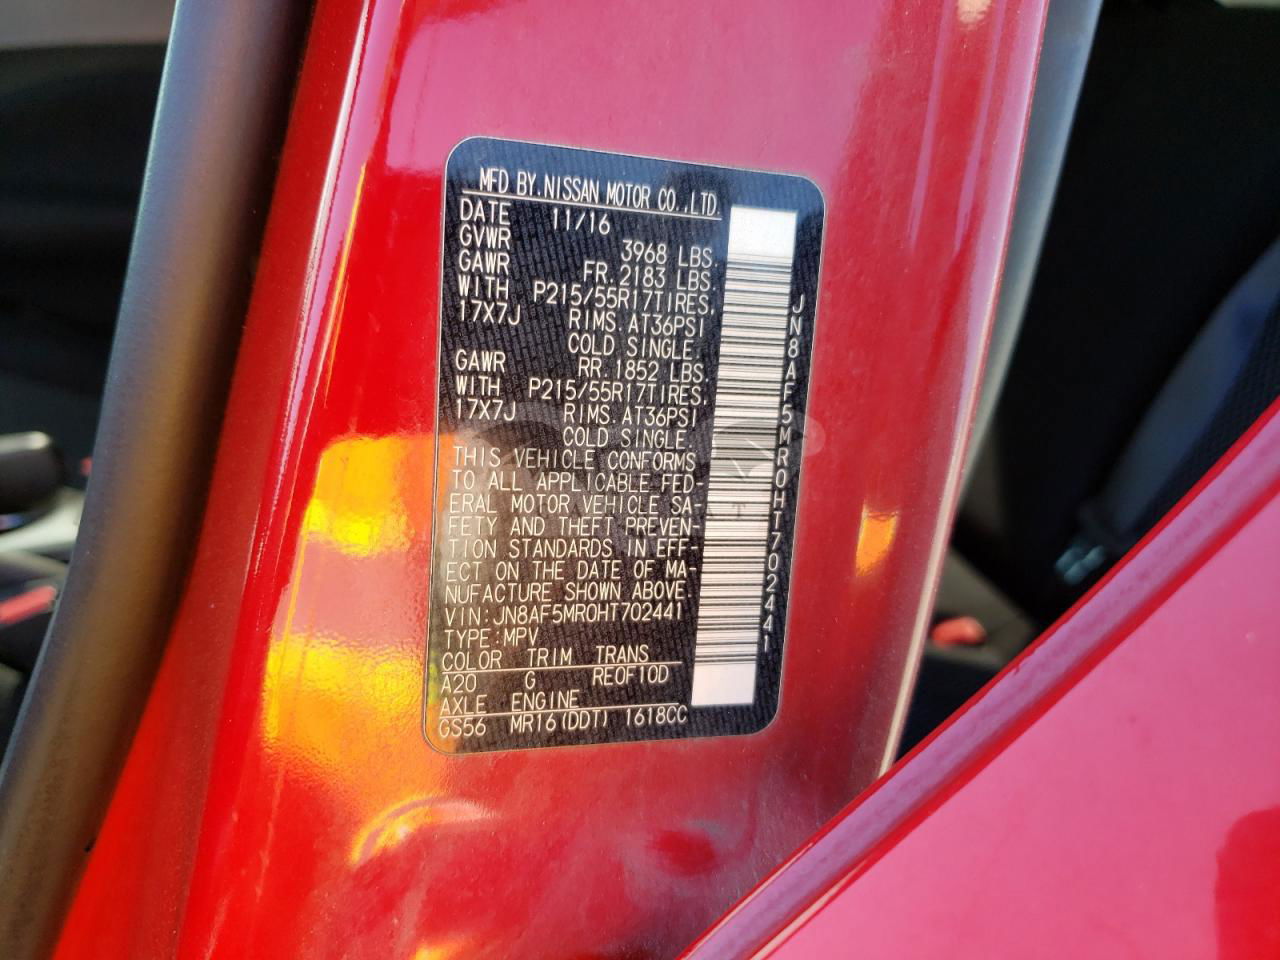 MFD BY.NISSAN MOTOR CO.,LTD.
DATE 11/16
GVWR 3968 LBS.
GAWR FR.2183 LBS.
WITH P215/55R17TIRES,
17X7J RIMS.AT36PSI
COLD SINGLE.
GAWR RR.1852 LBS.
WITH P215/55R17TIRES,
17X7J RIMS.AT36PSI
COLD SINGLE.
THIS VEHICLE CONFORMS
TO ALL APPLICABLE FED-
ERAL MOTOR VEHICLE SA-
FETY AND THEFT PREVEN-
TION STANDARDS IN EFF-
ECT ON THE DATE OF MA-
NUFACTURE SHOWN ABOVE.
VIN:JN8AF5MR0HT702441
TYPE:MPV
COLOR TRIM TRANS
A20 G RE0F10D
AXLE ENGINE
GS56 MR16(DDT) 1618CC
JN8AF5MR0HT702441